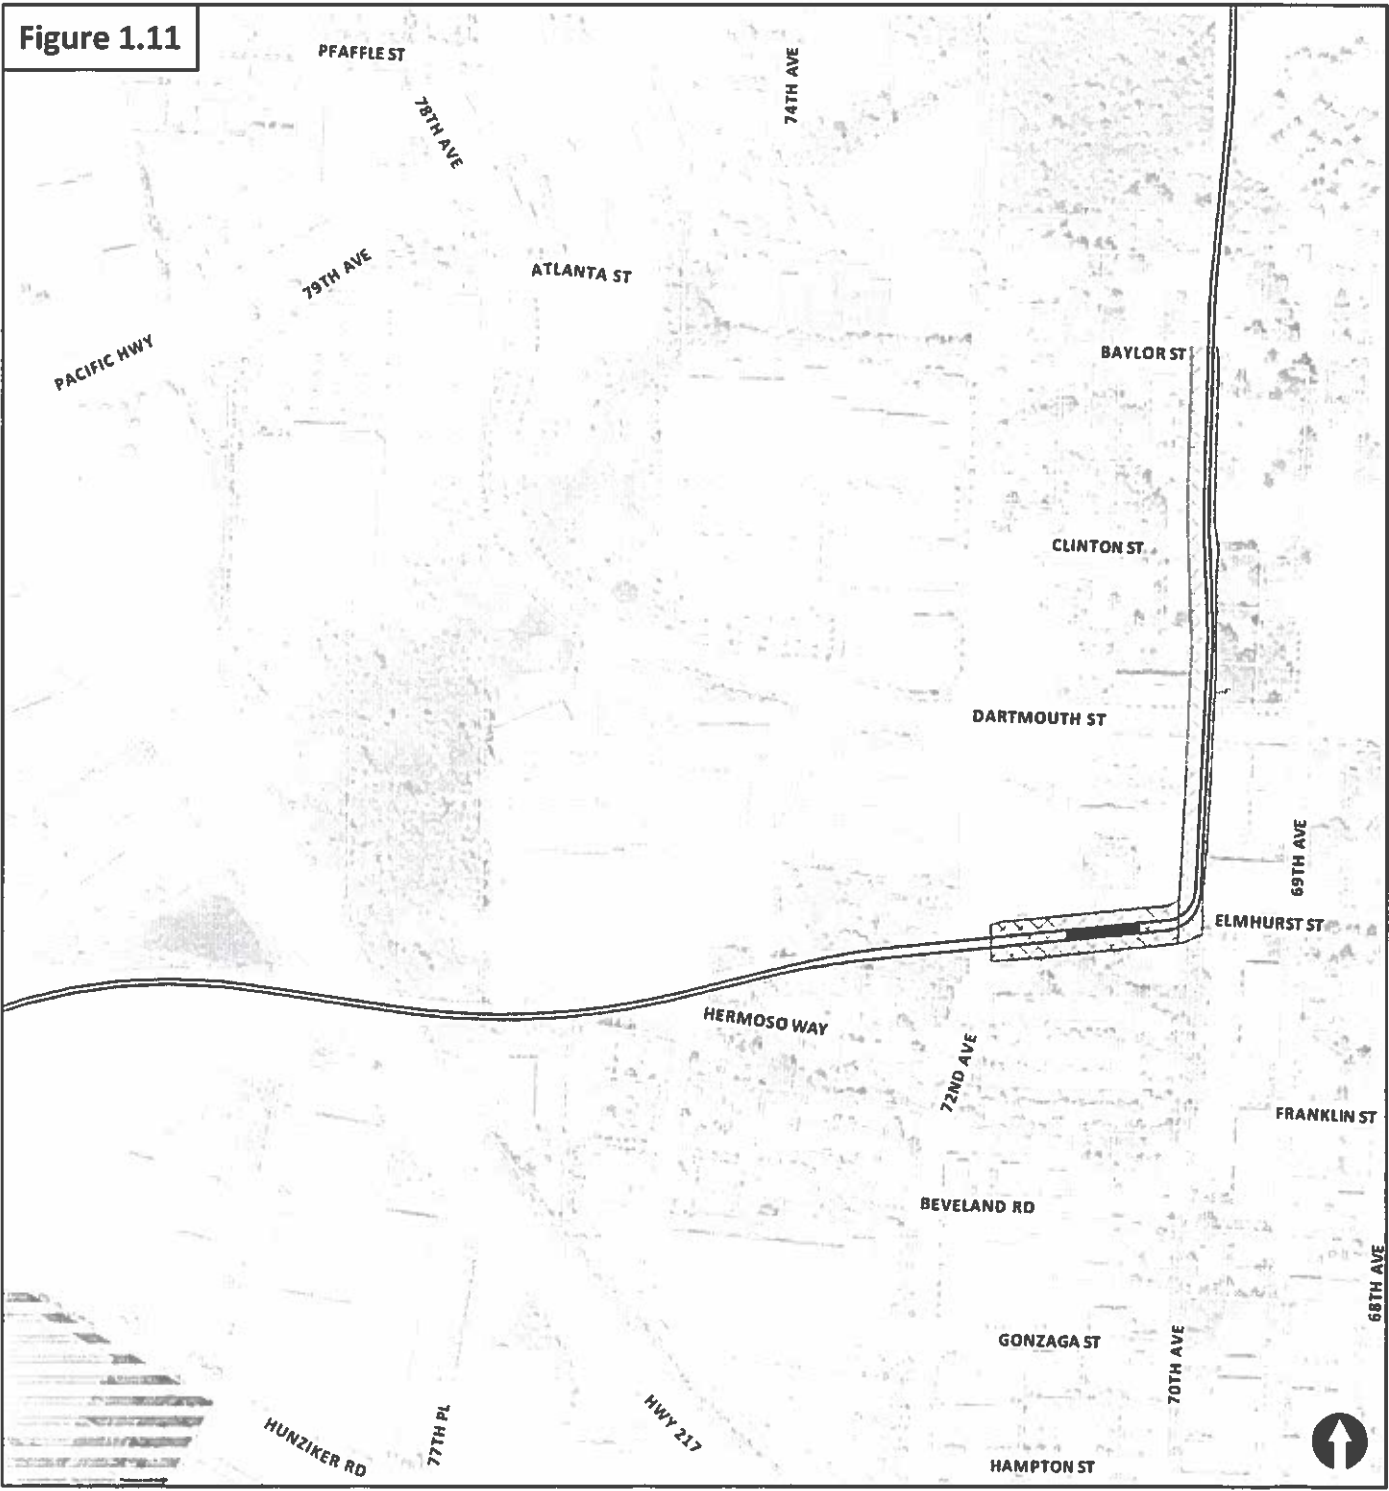 Figure 1.11
PFAFFLE ST
74TH AVE
78TH AVE
79TH AVE
ATLANTA ST
PACIFIC HWY
BAYLOR ST
CLINTON ST
DARTMOUTH ST
69TH AVE
ELMHURST ST
HERMOSO WAY
72ND AVE
FRANKLIN ST
BEVELAND RD
68TH AVE
GONZAGA ST
70TH AVE
HUNZIKER RD
77TH PL
HWY 217
HAMPTON ST